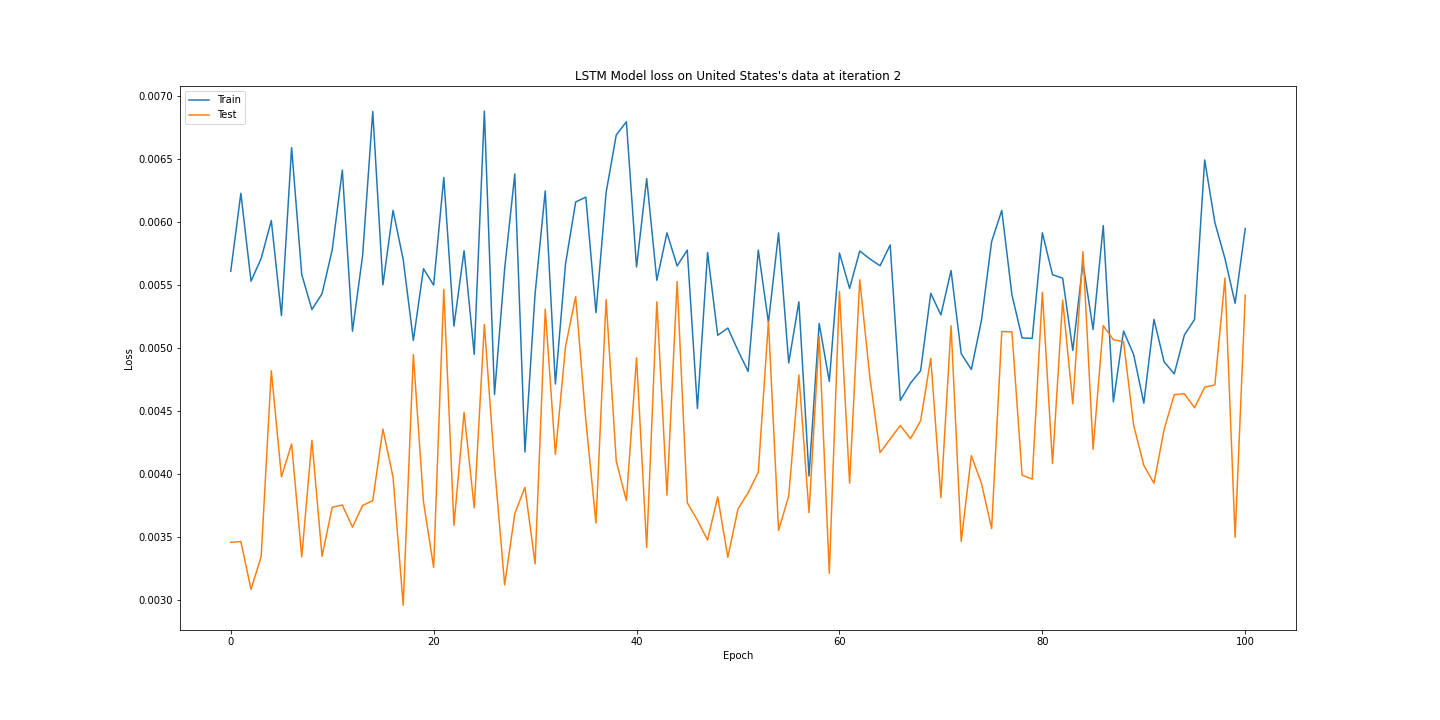 LSTM Model loss on United States's data at iteration 2
Train
Test
0.0070
0.0065
0.0060
0.0055
0.0050
0.0045
0.0040
0.0035
0.0030
Loss
0 20 40 60 80 100
Epoch